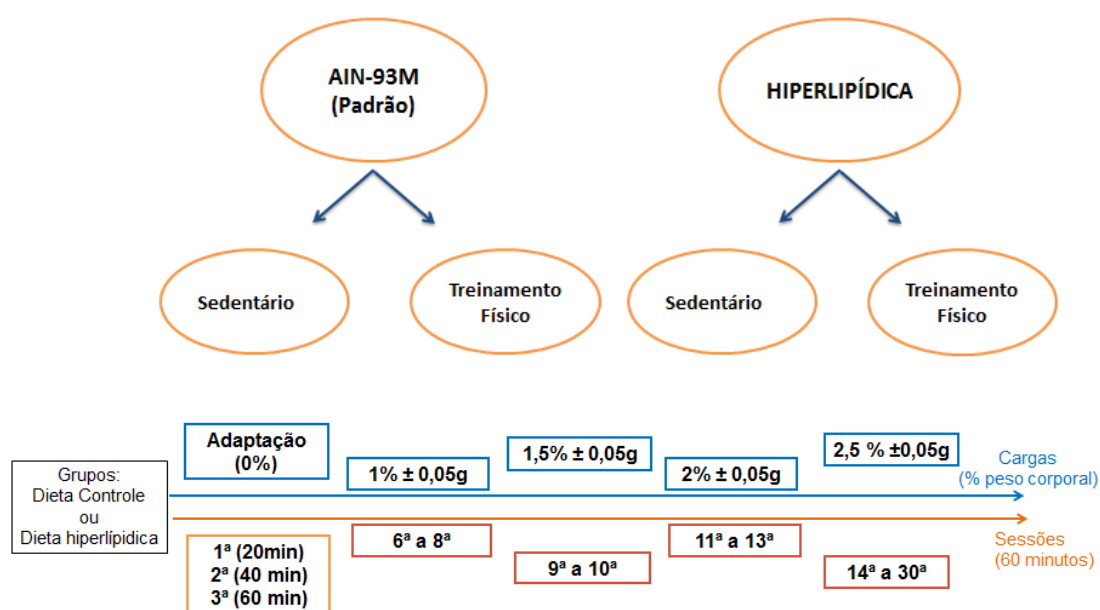 AIN-93M
(Padrão)
HIPERLIPÍDICA
Sedentário
Treinamento
Físico
Sedentário
Treinamento
Físico
Grupos:
Dieta Controle
ou
Dieta hiperlípidica
Adaptação
(0%)
1% ± 0,05g
1,5% ± 0,05g
2% ± 0,05g
2,5 % ±0,05g
Cargas
(% peso corporal)
1ª (20min)
2ª (40 min)
3ª (60 min)
6ª a 8ª
9ª a 10ª
11ª a 13ª
14ª a 30ª
Sessões
(60 minutos)